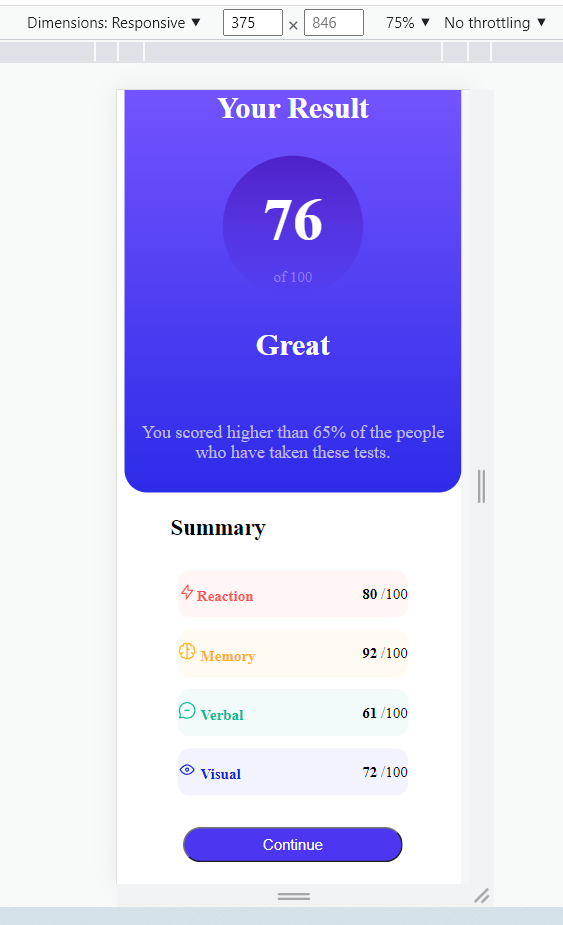 Dimensions: Responsive ▼ 375 × 846 75% ▼ No throttling ▼
Your Result
76
of 100
Great
You scored higher than 65% of the people
who have taken these tests.
Summary
Reaction 80 /100
Memory 92 /100
Verbal 61 /100
Visual 72 /100
Continue